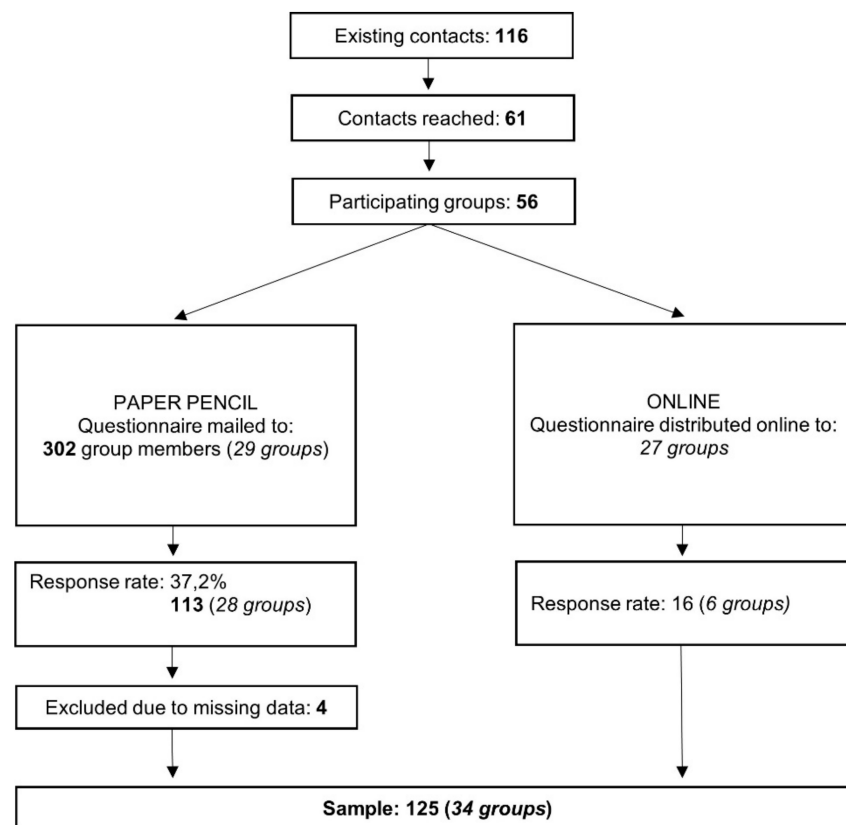 Existing contacts: 116
Contacts reached: 61
Participating groups: 56
PAPER PENCIL
Questionnaire mailed to:
302 group members (29 groups)
ONLINE
Questionnaire distributed online to:
27 groups
Response rate: 37,2%
113 (28 groups)
Response rate: 16 (6 groups)
Excluded due to missing data: 4
Sample: 125 (34 groups)